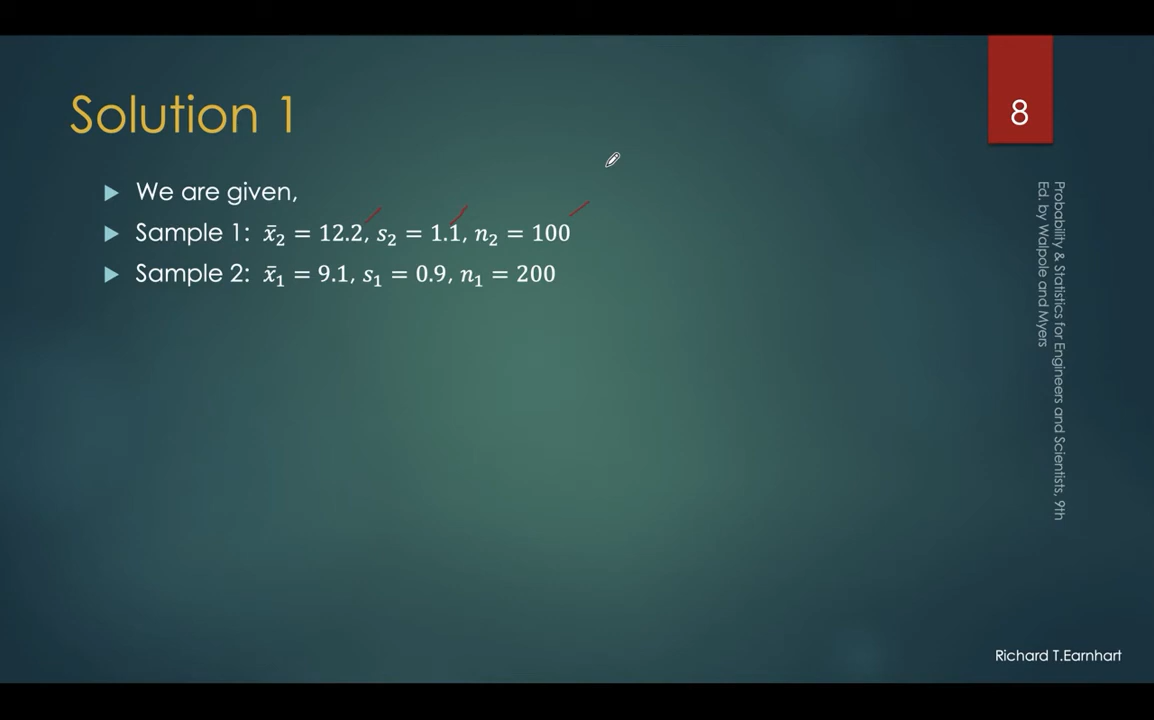 Solution 1
8
We are given,
Sample 1: x̄₂ = 12.2, s₂ = 1.1, n₂ = 100
Sample 2: x̄₁ = 9.1, s₁ = 0.9, n₁ = 200
Probability & Statistics for Engineers and Scientists, 9th
Ed. by Walpole and Myers
Richard T.Earnhart